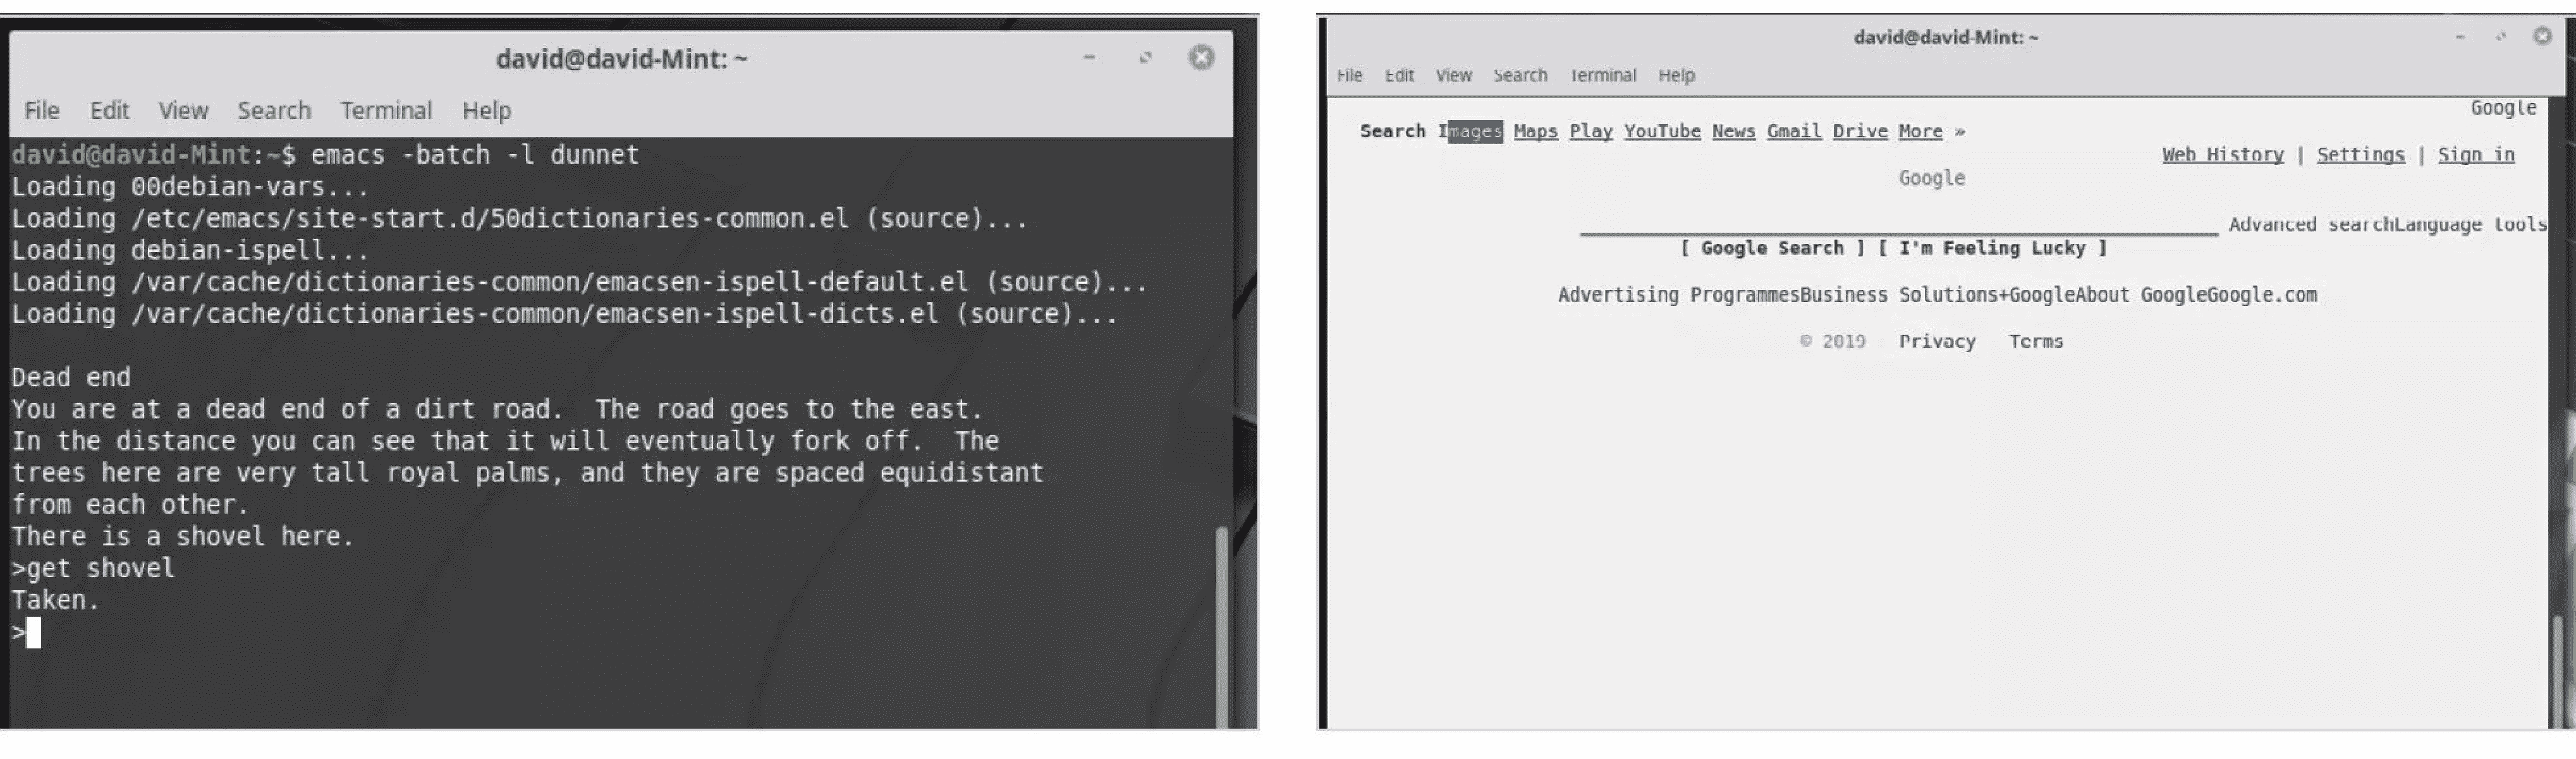 david@david-Mint: ~
File Edit View Search Terminal Help
david@david-Mint:~$ emacs -batch -l dunnet
Loading 00debian-vars...
Loading /etc/emacs/site-start.d/50dictionaries-common.el (source)...
Loading debian-ispell...
Loading /var/cache/dictionaries-common/emacsen-ispell-default.el (source)...
Loading /var/cache/dictionaries-common/emacsen-ispell-dicts.el (source)...
Dead end
You are at a dead end of a dirt road.  The road goes to the east.
In the distance you can see that it will eventually fork off.  The
trees here are very tall royal palms, and they are spaced equidistant
from each other.
There is a shovel here.
>get shovel
Taken.
>
david@david-Mint: ~
File Edit View Search Terminal Help
Google
Search Images Maps Play YouTube News Gmail Drive More »
Web History | Settings | Sign in
Google
Advanced searchLanguage tools
[ Google Search ] [ I'm Feeling Lucky ]
Advertising ProgrammesBusiness Solutions+GoogleAbout GoogleGoogle.com
© 2019 Privacy Terms